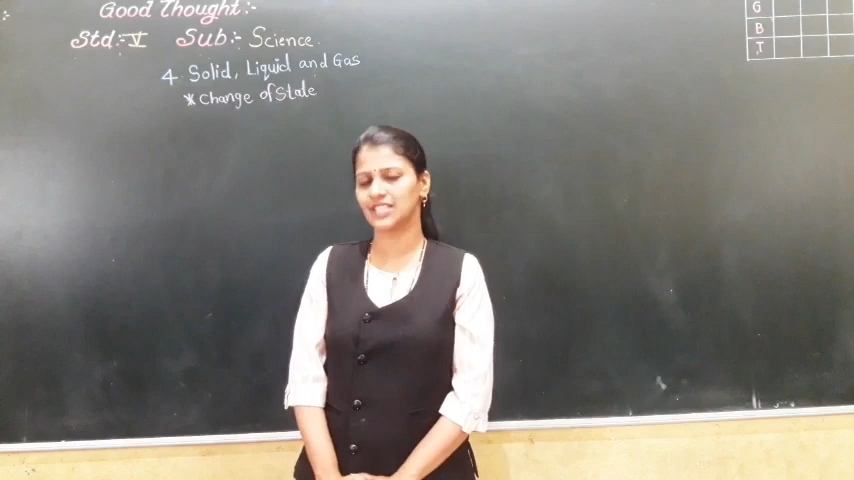 :-
Good Thought:-
Std:- V Sub:- Science.
4. Solid, Liquid and Gas
* Change of State
G
B
T